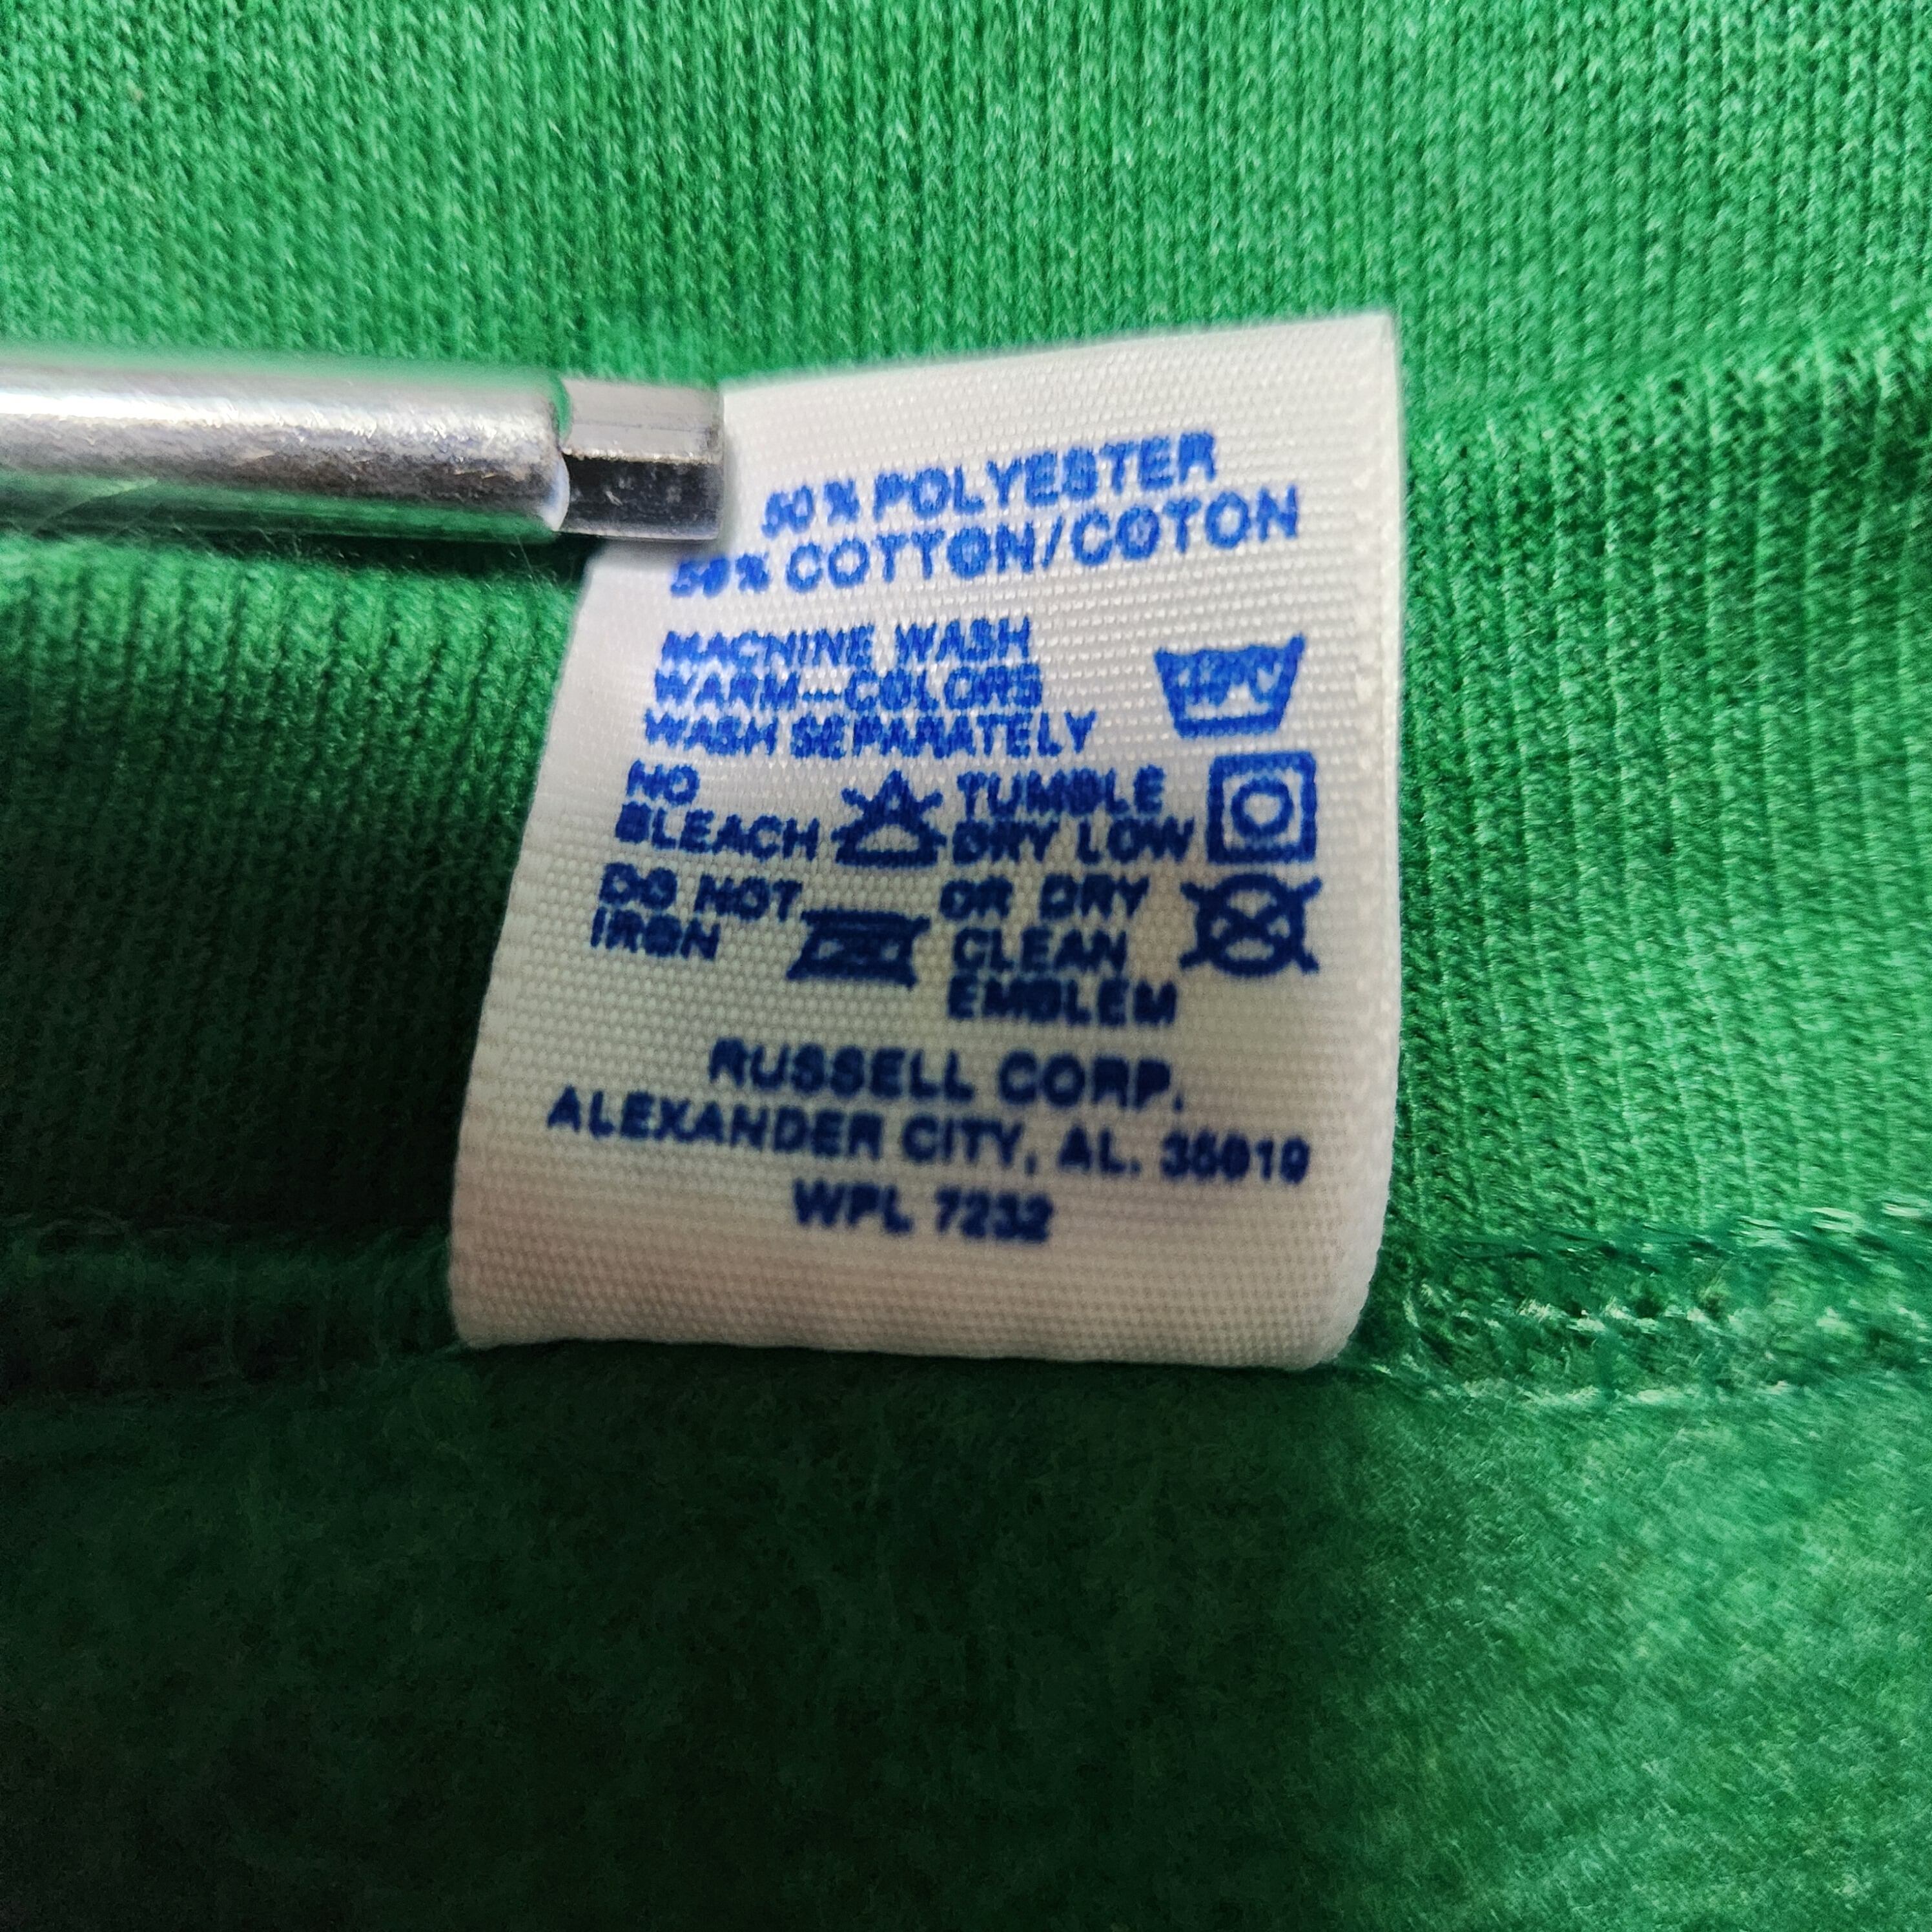 50% POLYESTER
50% COTTON/COTON
MACHINE WASH
WARM—COLORS
WASH SEPARATELY
NO
BLEACH
TUMBLE
DRY LOW
DO NOT
IRON
OR DRY
CLEAN
EMBLEM
RUSSELL CORP.
ALEXANDER CITY, AL. 35010
WPL 7232